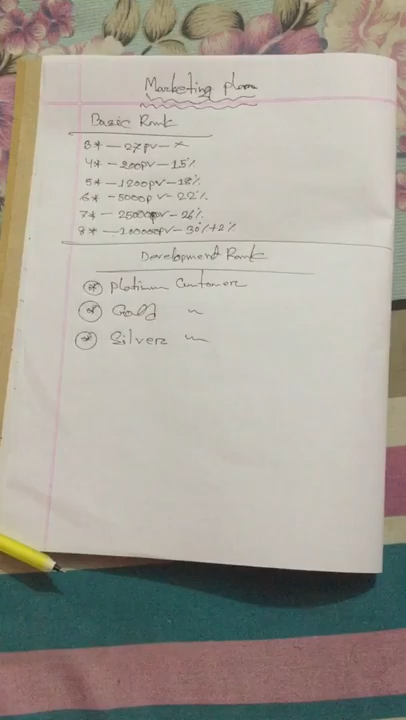 Marketing plan
Basic Rank
3* — 27pv — x
4* — 200pv — 15%
5* — 1200pv — 18%
6* — 5000pv — 22%
7* — 25000pv — 26%
8* — 100000pv — 30%+2%
Development Rank
* Platinum Customer
* Gold "
* Silver "